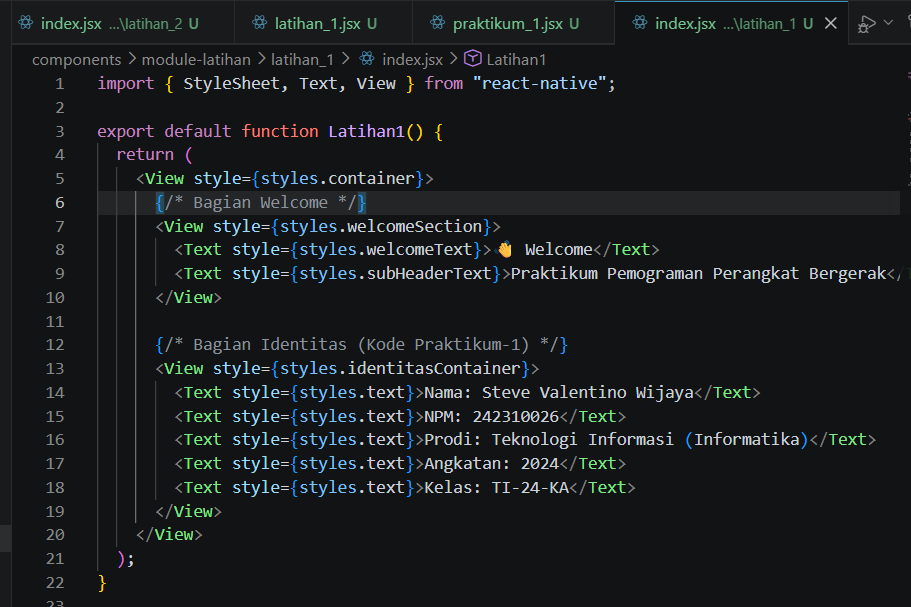 index.jsx ...\latihan_2 U latihan_1.jsx U praktikum_1.jsx U index.jsx ...\latihan_1 U
components > module-latihan > latihan_1 > index.jsx > Latihan1
1 import { StyleSheet, Text, View } from "react-native";
2
3 export default function Latihan1() {
4 return (
5 <View style={styles.container}>
6 {/* Bagian Welcome */}
7 <View style={styles.welcomeSection}>
8 <Text style={styles.welcomeText}>👋 Welcome</Text>
9 <Text style={styles.subHeaderText}>Praktikum Pemograman Perangkat Bergerak</
10 </View>
11
12 {/* Bagian Identitas (Kode Praktikum-1) */}
13 <View style={styles.identitasContainer}>
14 <Text style={styles.text}>Nama: Steve Valentino Wijaya</Text>
15 <Text style={styles.text}>NPM: 242310026</Text>
16 <Text style={styles.text}>Prodi: Teknologi Informasi (Informatika)</Text>
17 <Text style={styles.text}>Angkatan: 2024</Text>
18 <Text style={styles.text}>Kelas: TI-24-KA</Text>
19 </View>
20 </View>
21 );
22 }
23